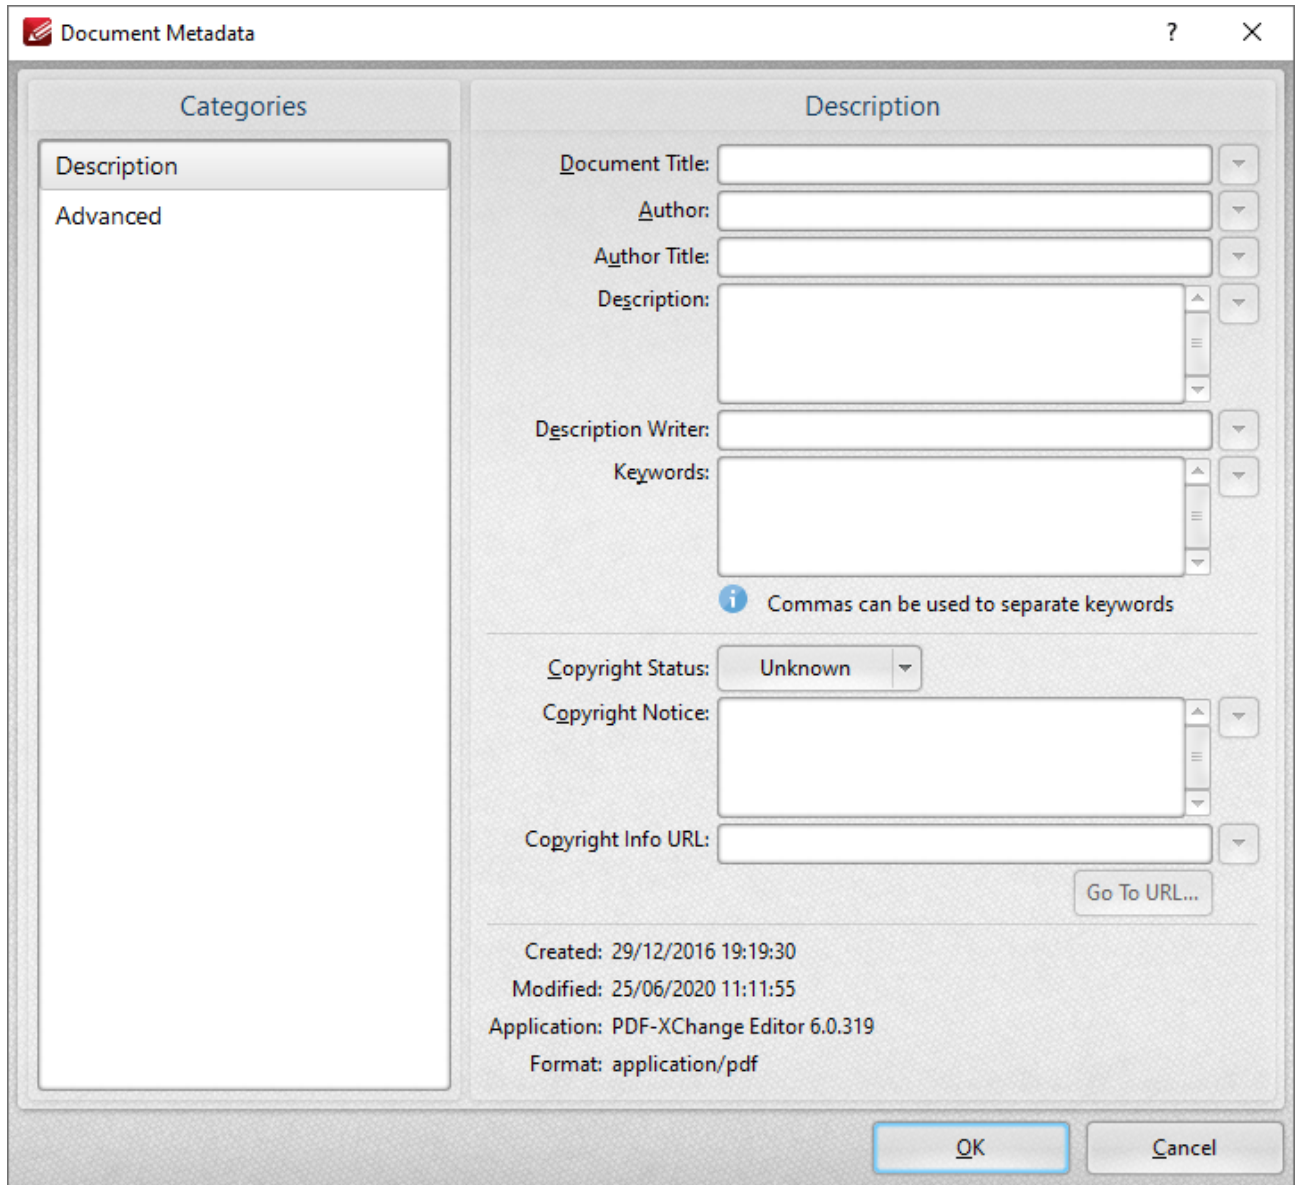 Document Metadata
?
Categories
Description
Advanced
Description
Document Title:
Author:
Author Title:
Description:
Description Writer:
Keywords:
Commas can be used to separate keywords
Copyright Status: Unknown
Copyright Notice:
Copyright Info URL:
Go To URL...
Created: 29/12/2016 19:19:30
Modified: 25/06/2020 11:11:55
Application: PDF-XChange Editor 6.0.319
Format: application/pdf
OK Cancel